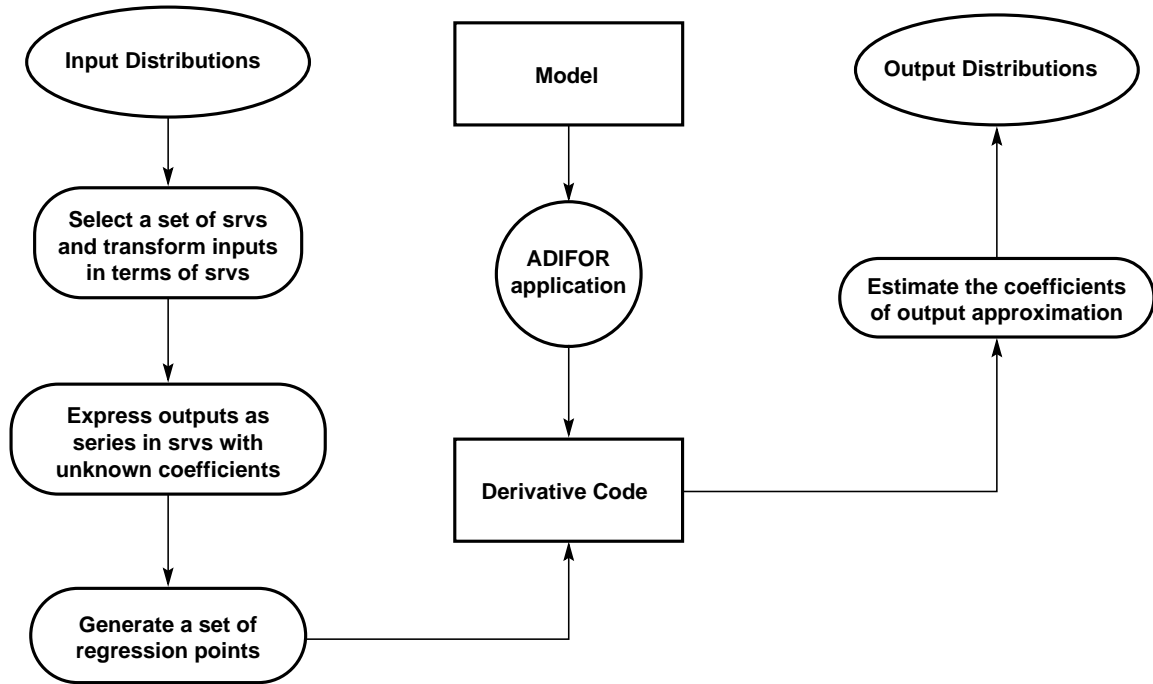 Input Distributions
Select a set of srvs
and transform inputs
in terms of srvs
Express outputs as
series in srvs with
unknown coefficients
Generate a set of
regression points
Model
ADIFOR
application
Derivative Code
Output Distributions
Estimate the coefficients
of output approximation